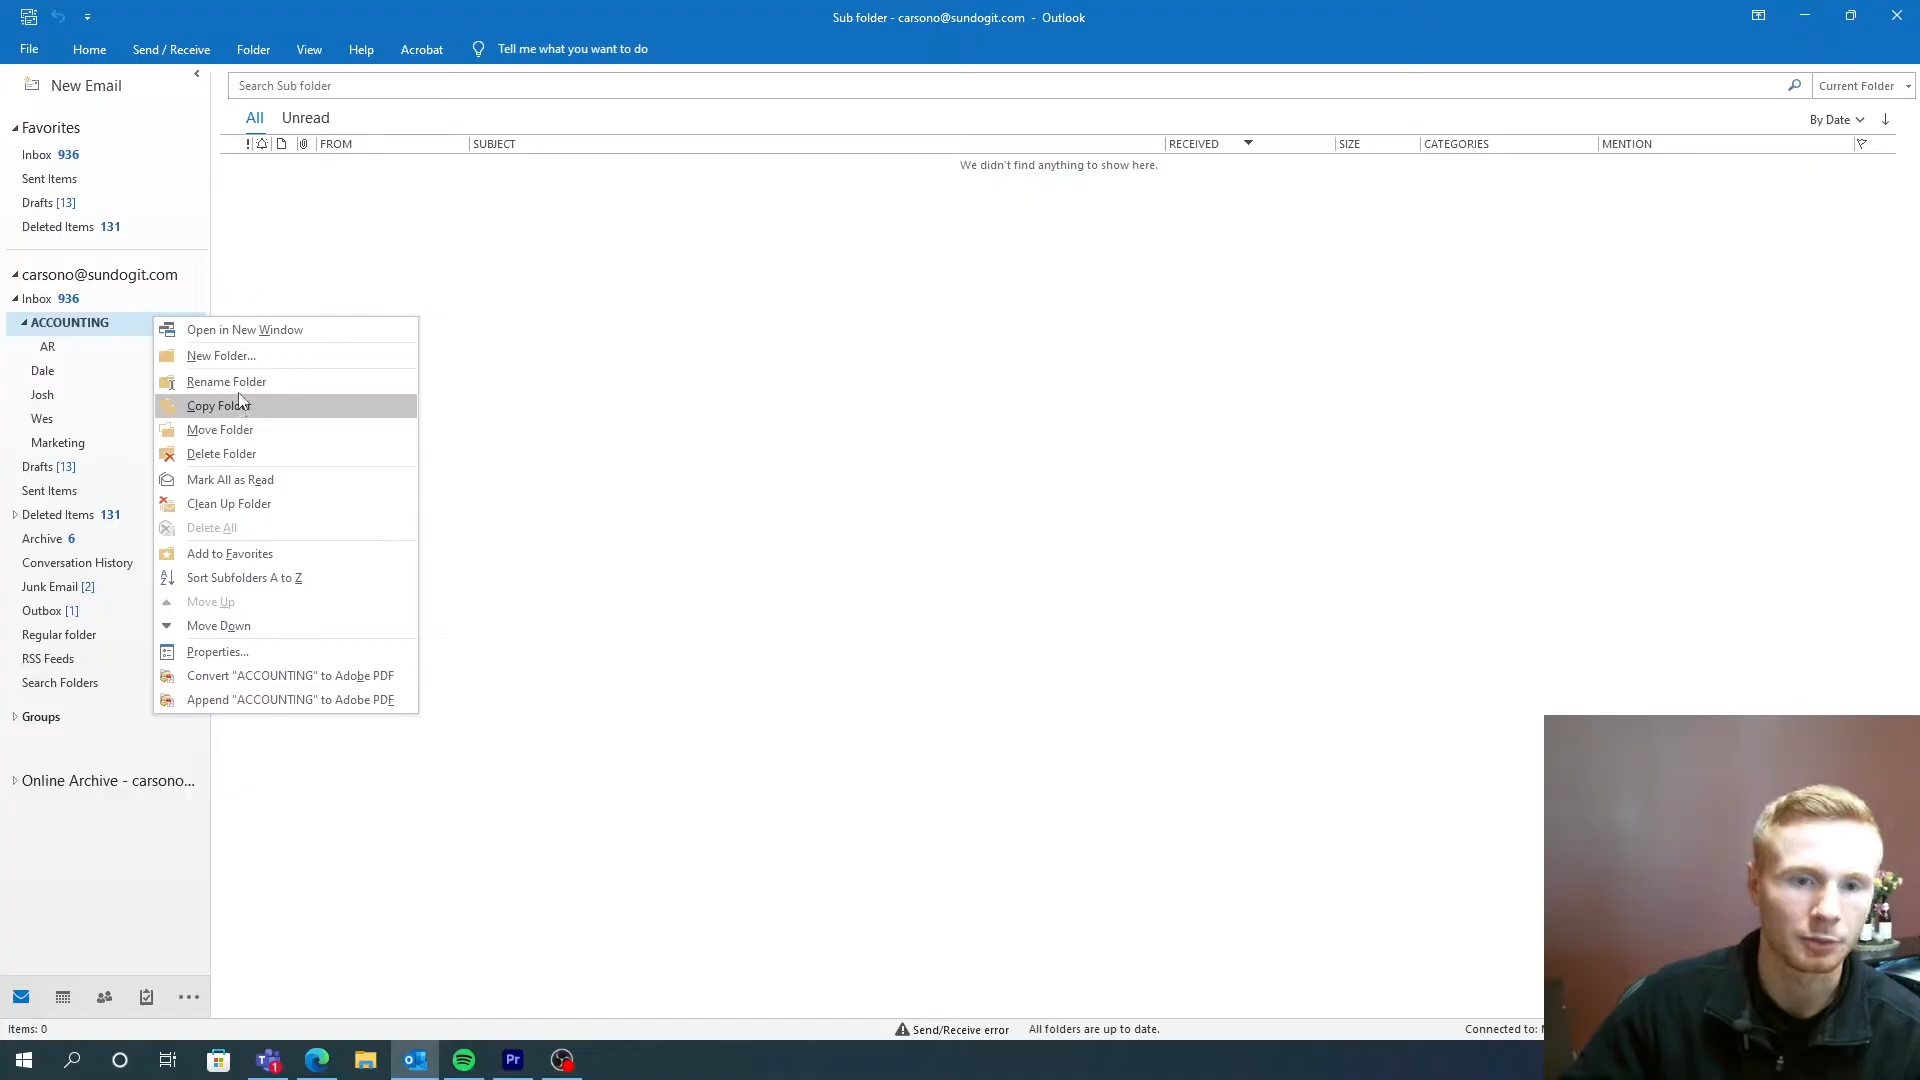 Sub folder - carsono@sundogit.com - Outlook
File Home Send / Receive Folder View Help Acrobat Tell me what you want to do
New Email
Search Sub folder
Current Folder
All Unread
By Date
! FROM SUBJECT RECEIVED SIZE CATEGORIES MENTION
We didn't find anything to show here.
Favorites
Inbox 936
Sent Items
Drafts [13]
Deleted Items 131
carsono@sundogit.com
Inbox 936
ACCOUNTING
AR
Dale
Josh
Wes
Marketing
Drafts [13]
Sent Items
Deleted Items 131
Archive 6
Conversation History
Junk Email [2]
Outbox [1]
Regular folder
RSS Feeds
Search Folders
Groups
Online Archive - carsono...
Open in New Window
New Folder...
Rename Folder
Copy Folder
Move Folder
Delete Folder
Mark All as Read
Clean Up Folder
Delete All
Add to Favorites
Sort Subfolders A to Z
Move Up
Move Down
Properties...
Convert "ACCOUNTING" to Adobe PDF
Append "ACCOUNTING" to Adobe PDF
Items: 0
Send/Receive error All folders are up to date.
Connected to:
1
Pr